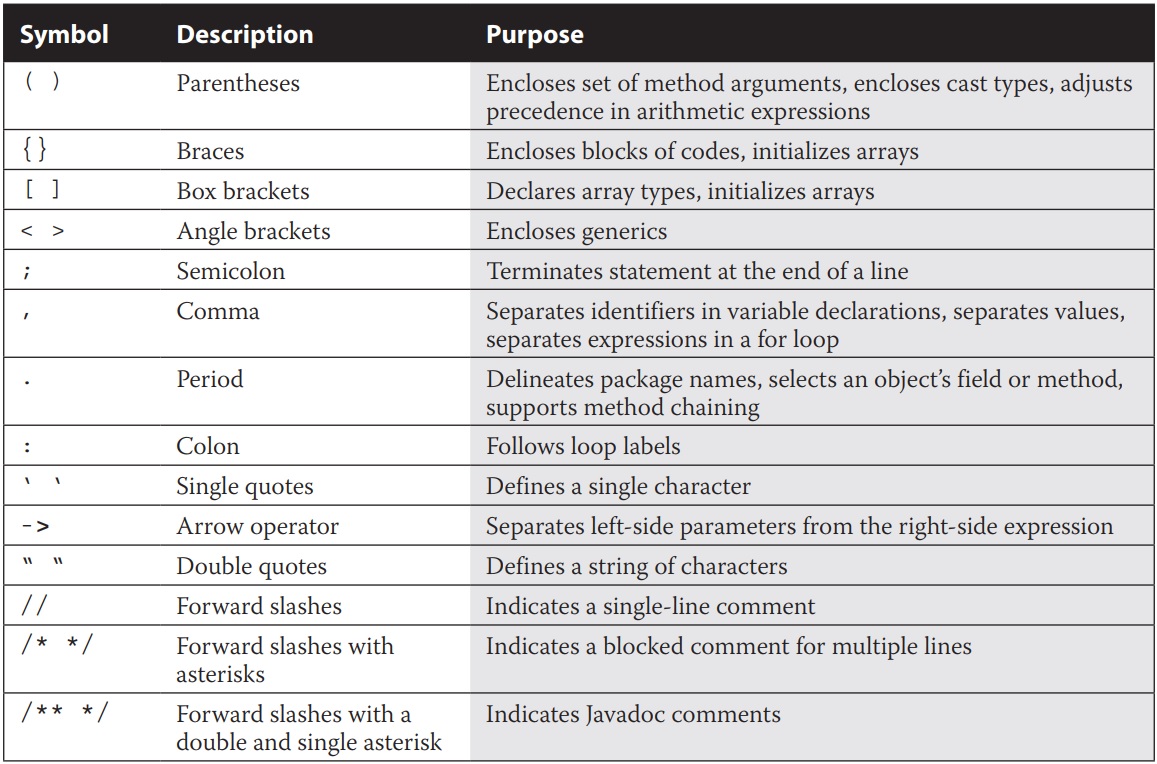 Symbol Description Purpose
( ) Parentheses Encloses set of method arguments, encloses cast types, adjusts
precedence in arithmetic expressions
{} Braces Encloses blocks of codes, initializes arrays
[ ] Box brackets Declares array types, initializes arrays
< > Angle brackets Encloses generics
; Semicolon Terminates statement at the end of a line
, Comma Separates identifiers in variable declarations, separates values,
separates expressions in a for loop
. Period Delineates package names, selects an object’s field or method,
supports method chaining
: Colon Follows loop labels
‛ ‛ Single quotes Defines a single character
-> Arrow operator Separates left-side parameters from the right-side expression
‟ ‟ Double quotes Defines a string of characters
// Forward slashes Indicates a single-line comment
/* */ Forward slashes with Indicates a blocked comment for multiple lines
asterisks
/** */ Forward slashes with a Indicates Javadoc comments
double and single asterisk